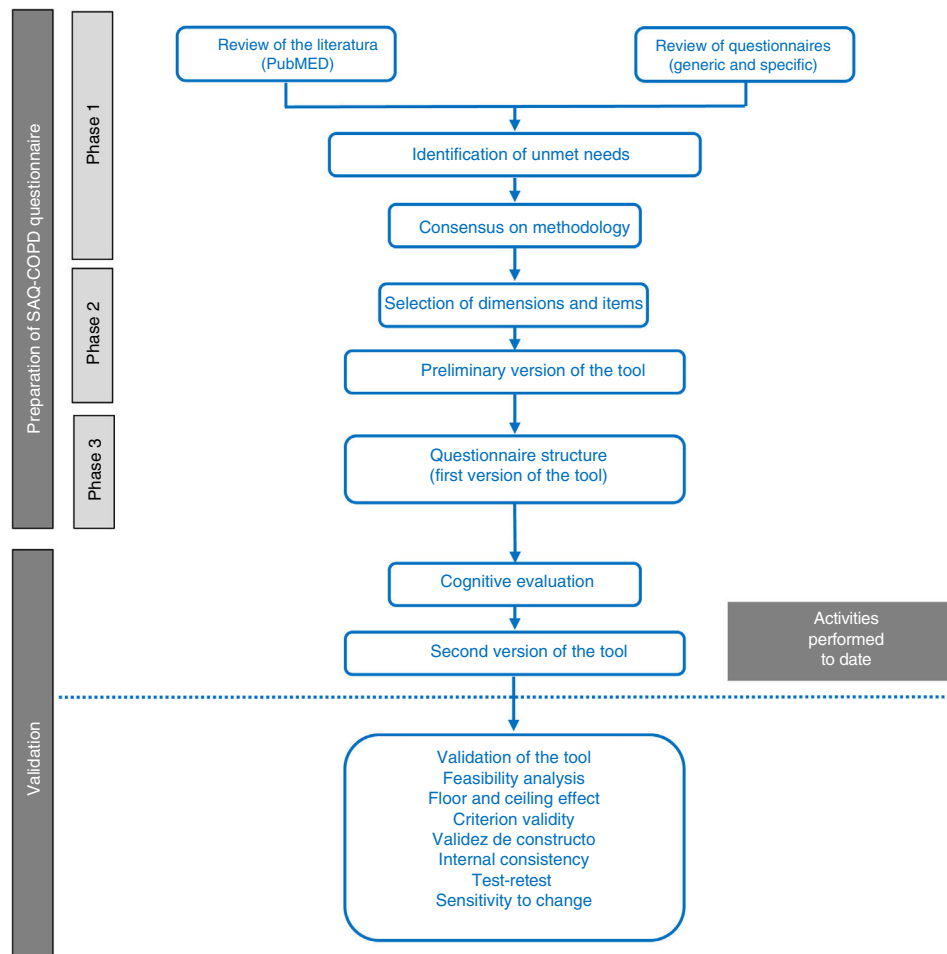 Preparation of SAQ-COPD questionnaire
Phase 1
Review of the literatura
(PubMED)
Review of questionnaires
(generic and specific)
Identification of unmet needs
Consensus on methodology
Phase 2
Selection of dimensions and items
Preliminary version of the tool
Phase 3
Questionnaire structure
(first version of the tool)
Validation
Cognitive evaluation
Second version of the tool
Activities
performed
to date
Validation of the tool
Feasibility analysis
Floor and ceiling effect
Criterion validity
Validez de constructo
Internal consistency
Test-retest
Sensitivity to change